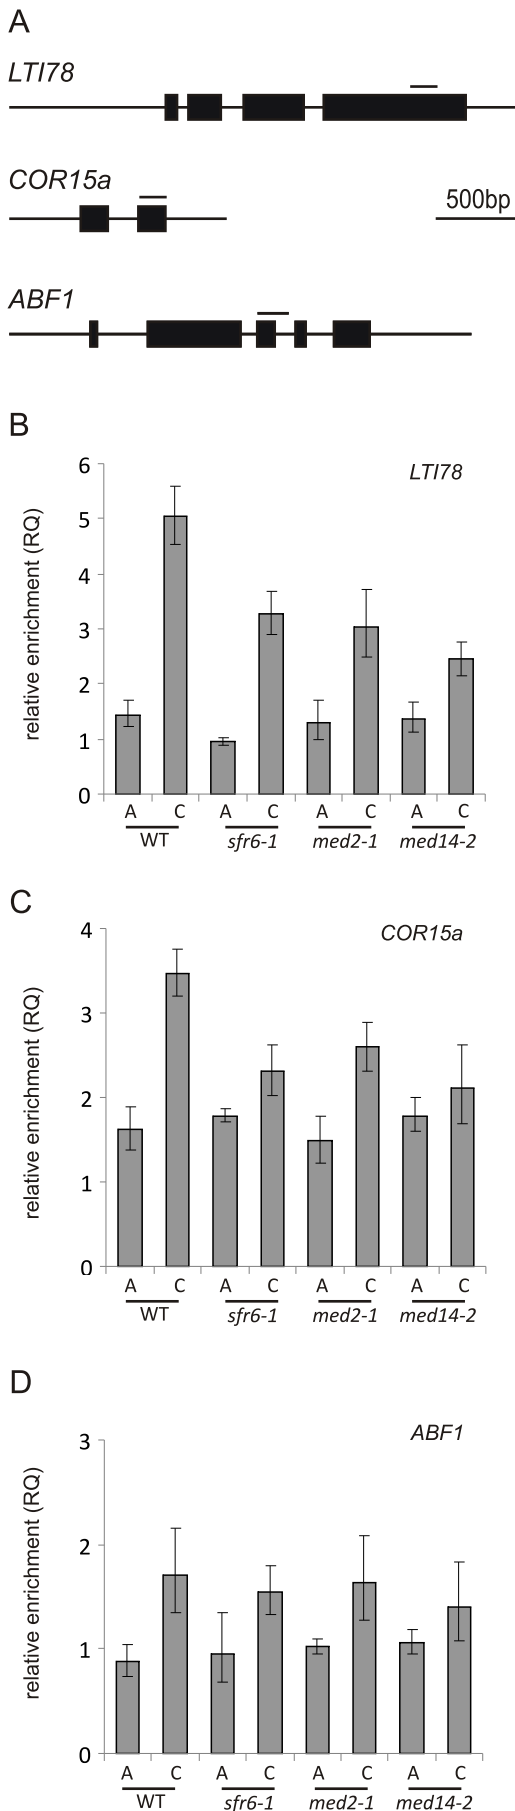 A
LTI78
COR15a
500bp
ABF1
B
LTI78
relative enrichment (RQ)
6
5
4
3
2
1
0
A C A C A C A C
WT sfr6-1 med2-1 med14-2
C
COR15a
relative enrichment (RQ)
4
3
2
1
0
A C A C A C A C
WT sfr6-1 med2-1 med14-2
D
ABF1
relative enrichment (RQ)
3
2
1
0
A C A C A C A C
WT sfr6-1 med2-1 med14-2